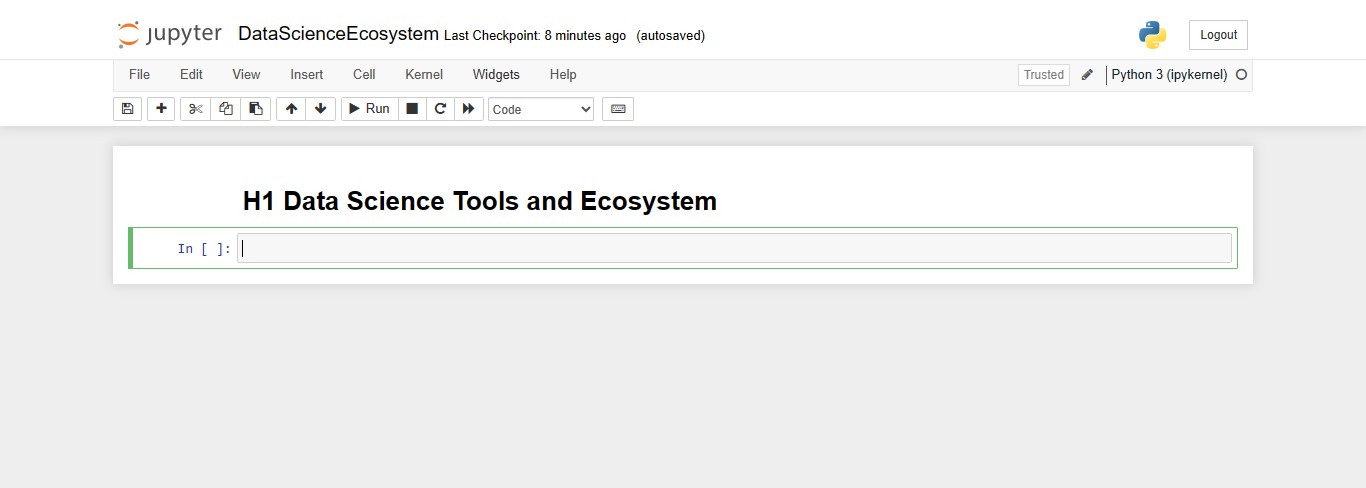 jupyter DataScienceEcosystem Last Checkpoint: 8 minutes ago (autosaved) Logout
File Edit View Insert Cell Kernel Widgets Help Trusted Python 3 (ipykernel)
Run Code
H1 Data Science Tools and Ecosystem
In [ ]: